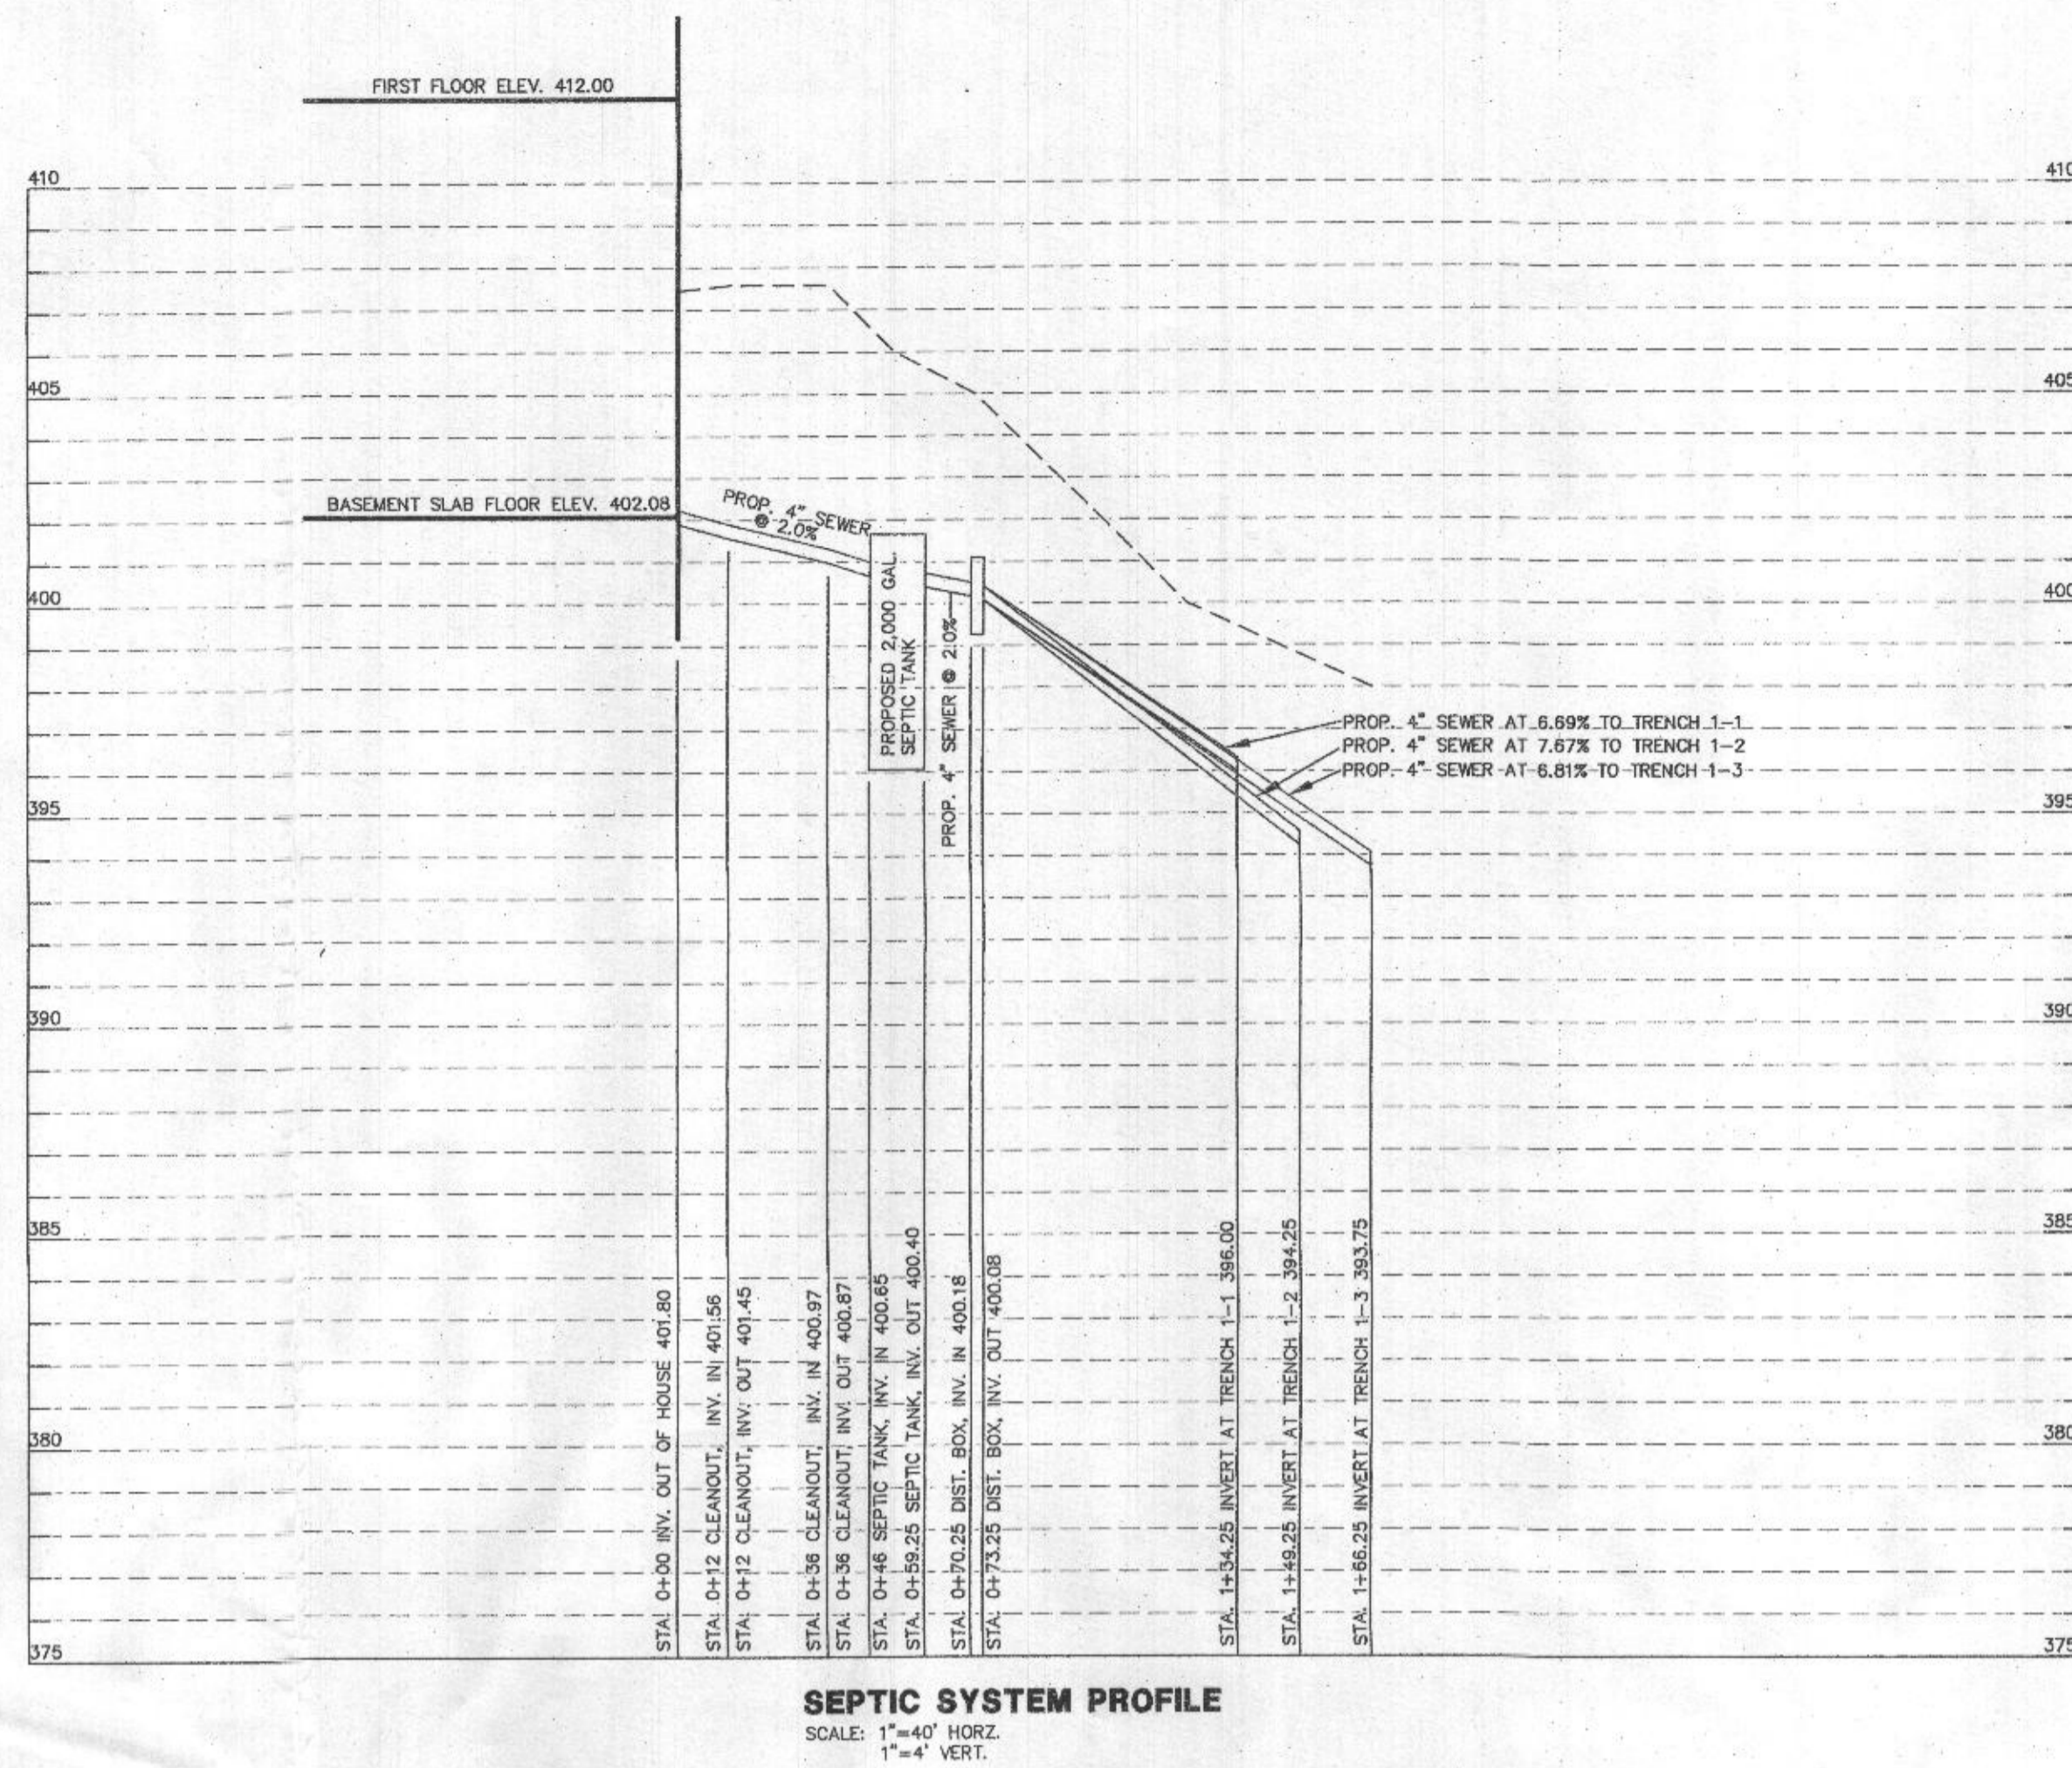 FIRST FLOOR ELEV. 412.00
410
410
405
405
BASEMENT SLAB FLOOR ELEV. 402.08
PROP. 4" SEWER
@ 2.0%
400
400
PROPOSED 2,000 GAL.
SEPTIC TANK
PROP. 4" SEWER @ 2.0%
PROP. 4" SEWER AT 6.69% TO TRENCH 1-1
PROP. 4" SEWER AT 7.67% TO TRENCH 1-2
PROP. 4" SEWER AT 6.81% TO TRENCH 1-3
395
395
390
390
385
385
STA. 0+00 INV. OUT OF HOUSE 401.80
STA. 0+12 CLEANOUT, INV. IN 401.56
STA. 0+12 CLEANOUT, INV. OUT 401.45
STA. 0+36 CLEANOUT, INV. IN 400.97
STA. 0+36 CLEANOUT, INV. OUT 400.87
STA. 0+46 SEPTIC TANK, INV. IN 400.65
STA. 0+59.25 SEPTIC TANK, INV. OUT 400.40
STA. 0+70.25 DIST. BOX, INV. IN 400.18
STA. 0+73.25 DIST. BOX, INV. OUT 400.08
STA. 1+34.25 INVERT AT TRENCH 1-1 396.00
STA. 1+49.25 INVERT AT TRENCH 1-2 394.25
STA. 1+66.25 INVERT AT TRENCH 1-3 393.75
380
380
375
375
SEPTIC SYSTEM PROFILE
SCALE: 1"=40' HORZ.
1"=4' VERT.